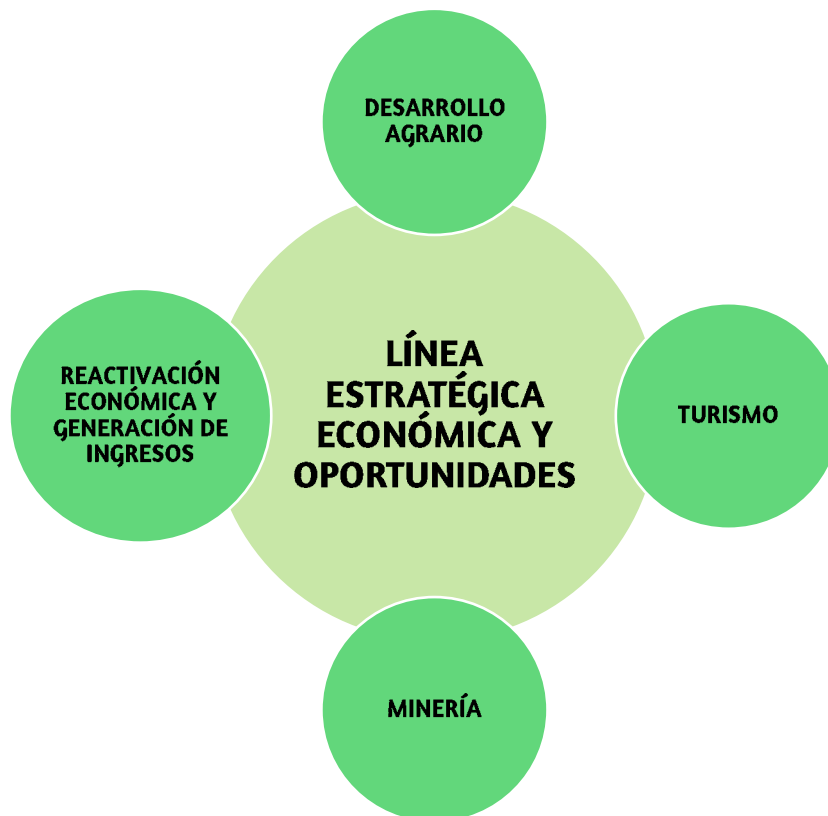 DESARROLLO
AGRARIO
LÍNEA
ESTRATÉGICA
ECONÓMICA Y
OPORTUNIDADES
REACTIVACIÓN
ECONÓMICA Y
GENERACIÓN DE
INGRESOS
TURISMO
MINERÍA